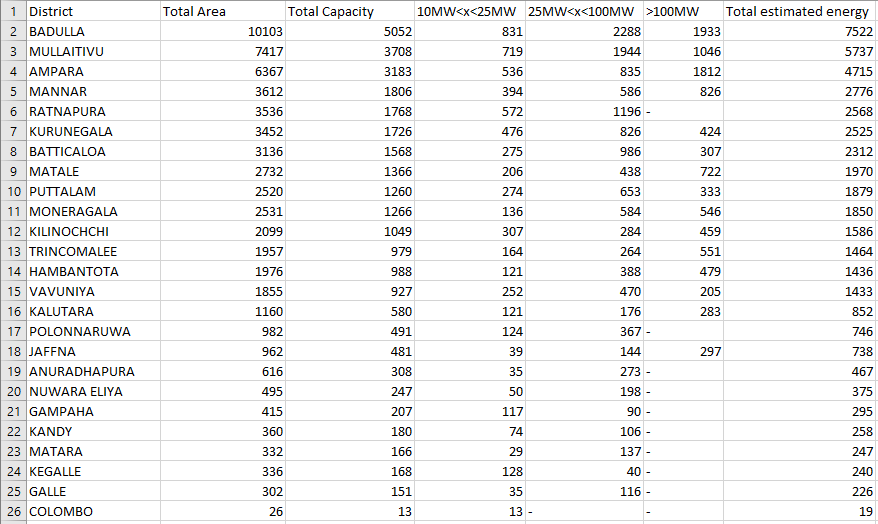 1 District Total Area Total Capacity 10MW<x<25MW 25MW<x<100MW >100MW Total estimated energy
2 BADULLA 10103 5052 831 2288 1933 7522
3 MULLAITIVU 7417 3708 719 1944 1046 5737
4 AMPARA 6367 3183 536 835 1812 4715
5 MANNAR 3612 1806 394 586 826 2776
6 RATNAPURA 3536 1768 572 1196 - 2568
7 KURUNEGALA 3452 1726 476 826 424 2525
8 BATTICALOA 3136 1568 275 986 307 2312
9 MATALE 2732 1366 206 438 722 1970
10 PUTTALAM 2520 1260 274 653 333 1879
11 MONERAGALA 2531 1266 136 584 546 1850
12 KILINOCHCHI 2099 1049 307 284 459 1586
13 TRINCOMALEE 1957 979 164 264 551 1464
14 HAMBANTOTA 1976 988 121 388 479 1436
15 VAVUNIYA 1855 927 252 470 205 1433
16 KALUTARA 1160 580 121 176 283 852
17 POLONNARUWA 982 491 124 367 - 746
18 JAFFNA 962 481 39 144 297 738
19 ANURADHAPURA 616 308 35 273 - 467
20 NUWARA ELIYA 495 247 50 198 - 375
21 GAMPAHA 415 207 117 90 - 295
22 KANDY 360 180 74 106 - 258
23 MATARA 332 166 29 137 - 247
24 KEGALLE 336 168 128 40 - 240
25 GALLE 302 151 35 116 - 226
26 COLOMBO 26 13 13 - - 19